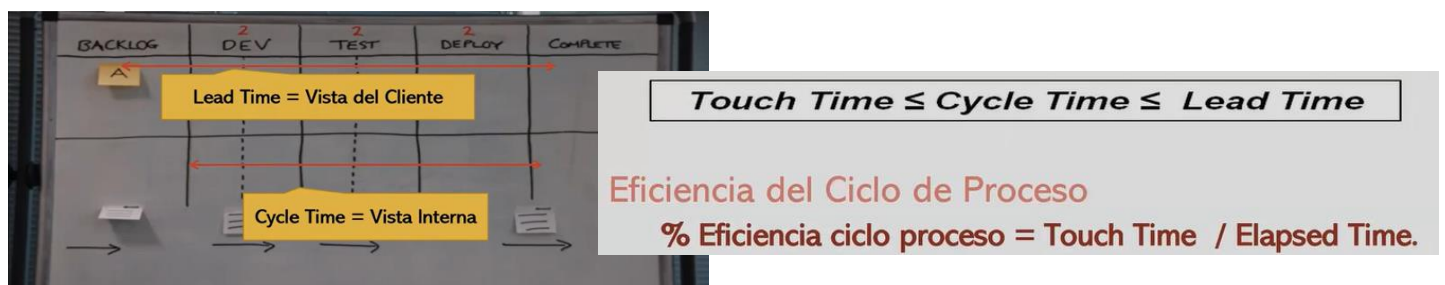 2 2 2
BACKLOG DEV TEST DEPLOY COMPLETE
A
Lead Time = Vista del Cliente
Cycle Time = Vista Interna
Touch Time ≤ Cycle Time ≤ Lead Time
Eficiencia del Ciclo de Proceso
% Eficiencia ciclo proceso = Touch Time / Elapsed Time.